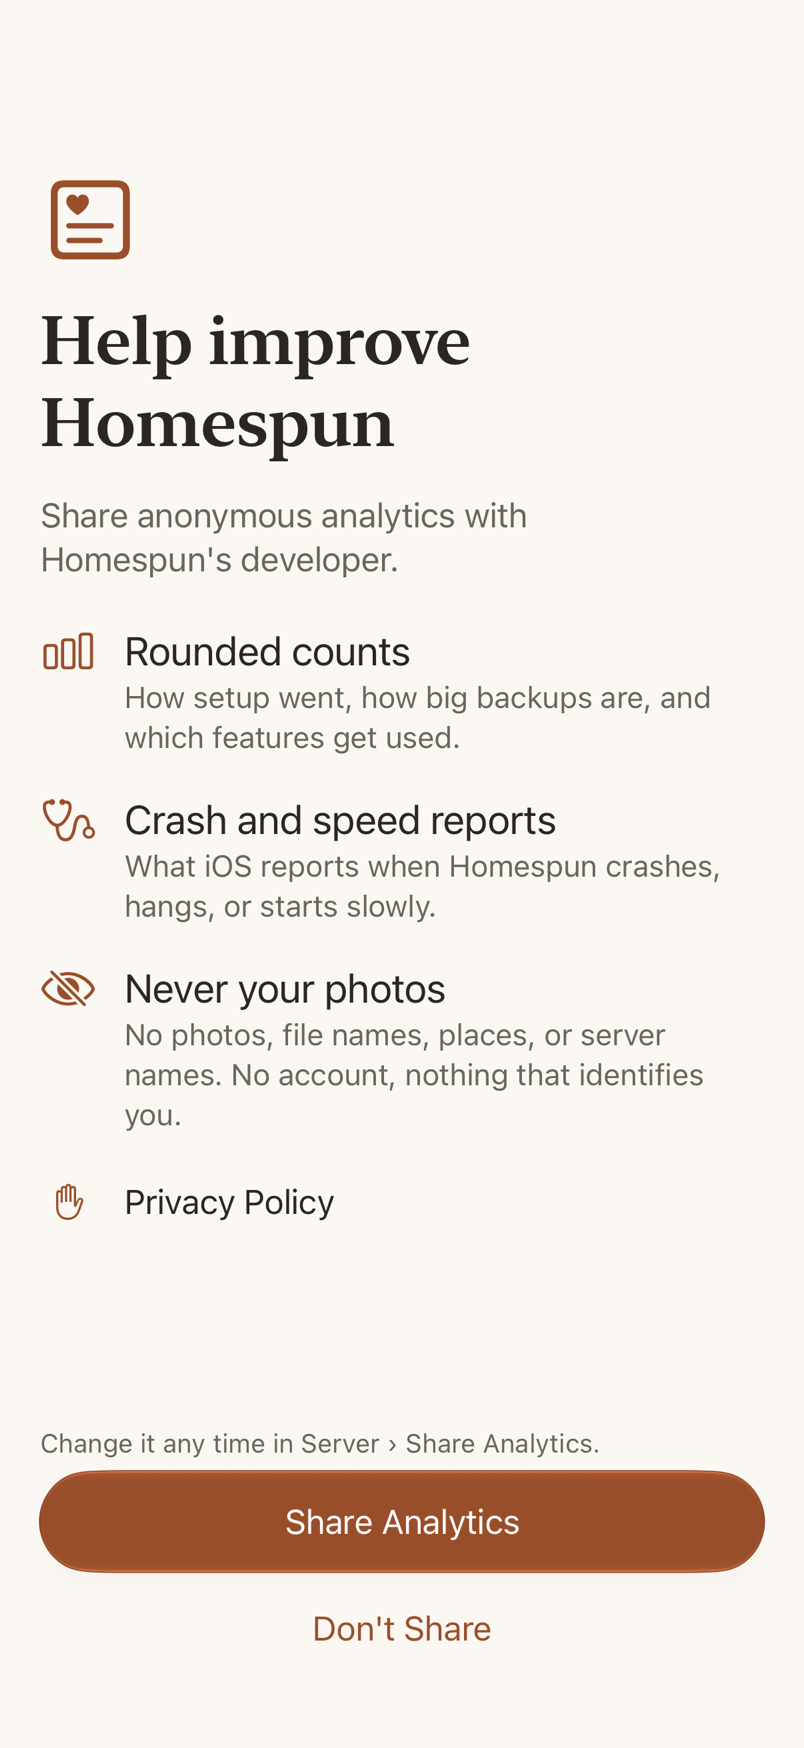 Help improve
Homespun
Share anonymous analytics with
Homespun's developer.
Rounded counts
How setup went, how big backups are, and
which features get used.
Crash and speed reports
What iOS reports when Homespun crashes,
hangs, or starts slowly.
Never your photos
No photos, file names, places, or server
names. No account, nothing that identifies
you.
Privacy Policy
Change it any time in Server › Share Analytics.
Share Analytics
Don't Share